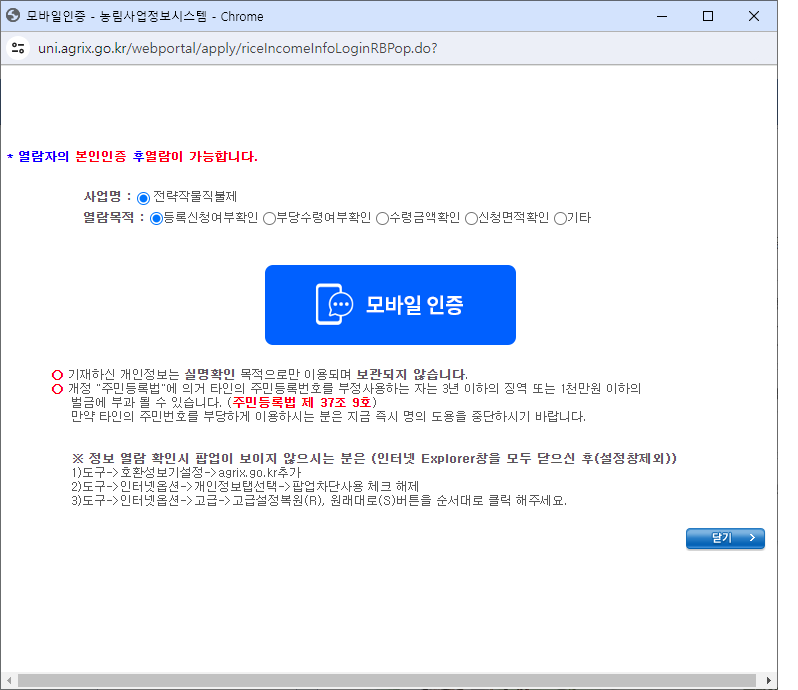 모바일인증 - 농림사업정보시스템 - Chrome
uni.agrix.go.kr/webportal/apply/riceIncomeInfoLoginRBPop.do?
* 열람자의 본인인증 후열람이 가능합니다.
사업명 : 전략작물직불제
열람목적 : 등록신청여부확인 부당수령여부확인 수령금액확인 신청면적확인 기타
모바일 인증
기재하신 개인정보는 실명확인 목적으로만 이용되며 보관되지 않습니다.
개정 "주민등록법"에 의거 타인의 주민등록번호를 부정사용하는 자는 3년 이하의 징역 또는 1천만원 이하의
벌금에 부과 될 수 있습니다. (주민등록법 제 37조 9호)
만약 타인의 주민번호를 부당하게 이용하시는 분은 지금 즉시 명의 도용을 중단하시기 바랍니다.
※ 정보 열람 확인시 팝업이 보이지 않으시는 분은 (인터넷 Explorer창을 모두 닫으신 후(설정창제외))
1)도구->호환성보기설정->agrix.go.kr추가
2)도구->인터넷옵션->개인정보탭선택->팝업차단사용 체크 해제
3)도구->인터넷옵션->고급->고급설정복원(R), 원래대로(S)버튼을 순서대로 클릭 해주세요.
닫기